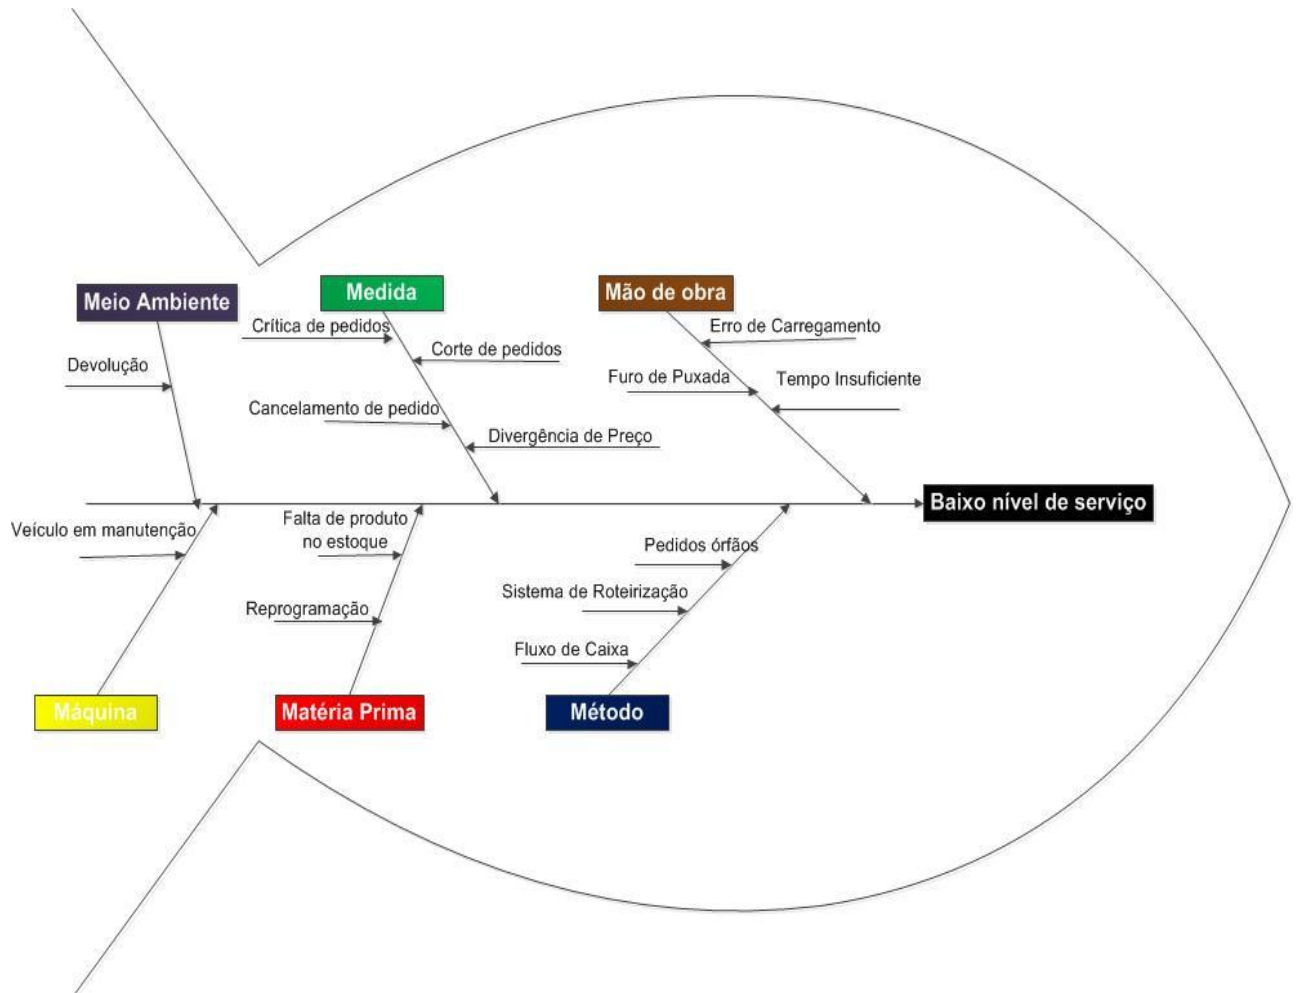 Meio Ambiente
Medida
Mão de obra
Crítica de pedidos
Erro de Carregamento
Corte de pedidos
Devolução
Furo de Puxada
Tempo Insuficiente
Cancelamento de pedido
Divergência de Preço
Baixo nível de serviço
Veículo em manutenção
Falta de produto
no estoque
Pedidos órfãos
Sistema de Roteirização
Reprogramação
Fluxo de Caixa
Máquina
Matéria Prima
Método